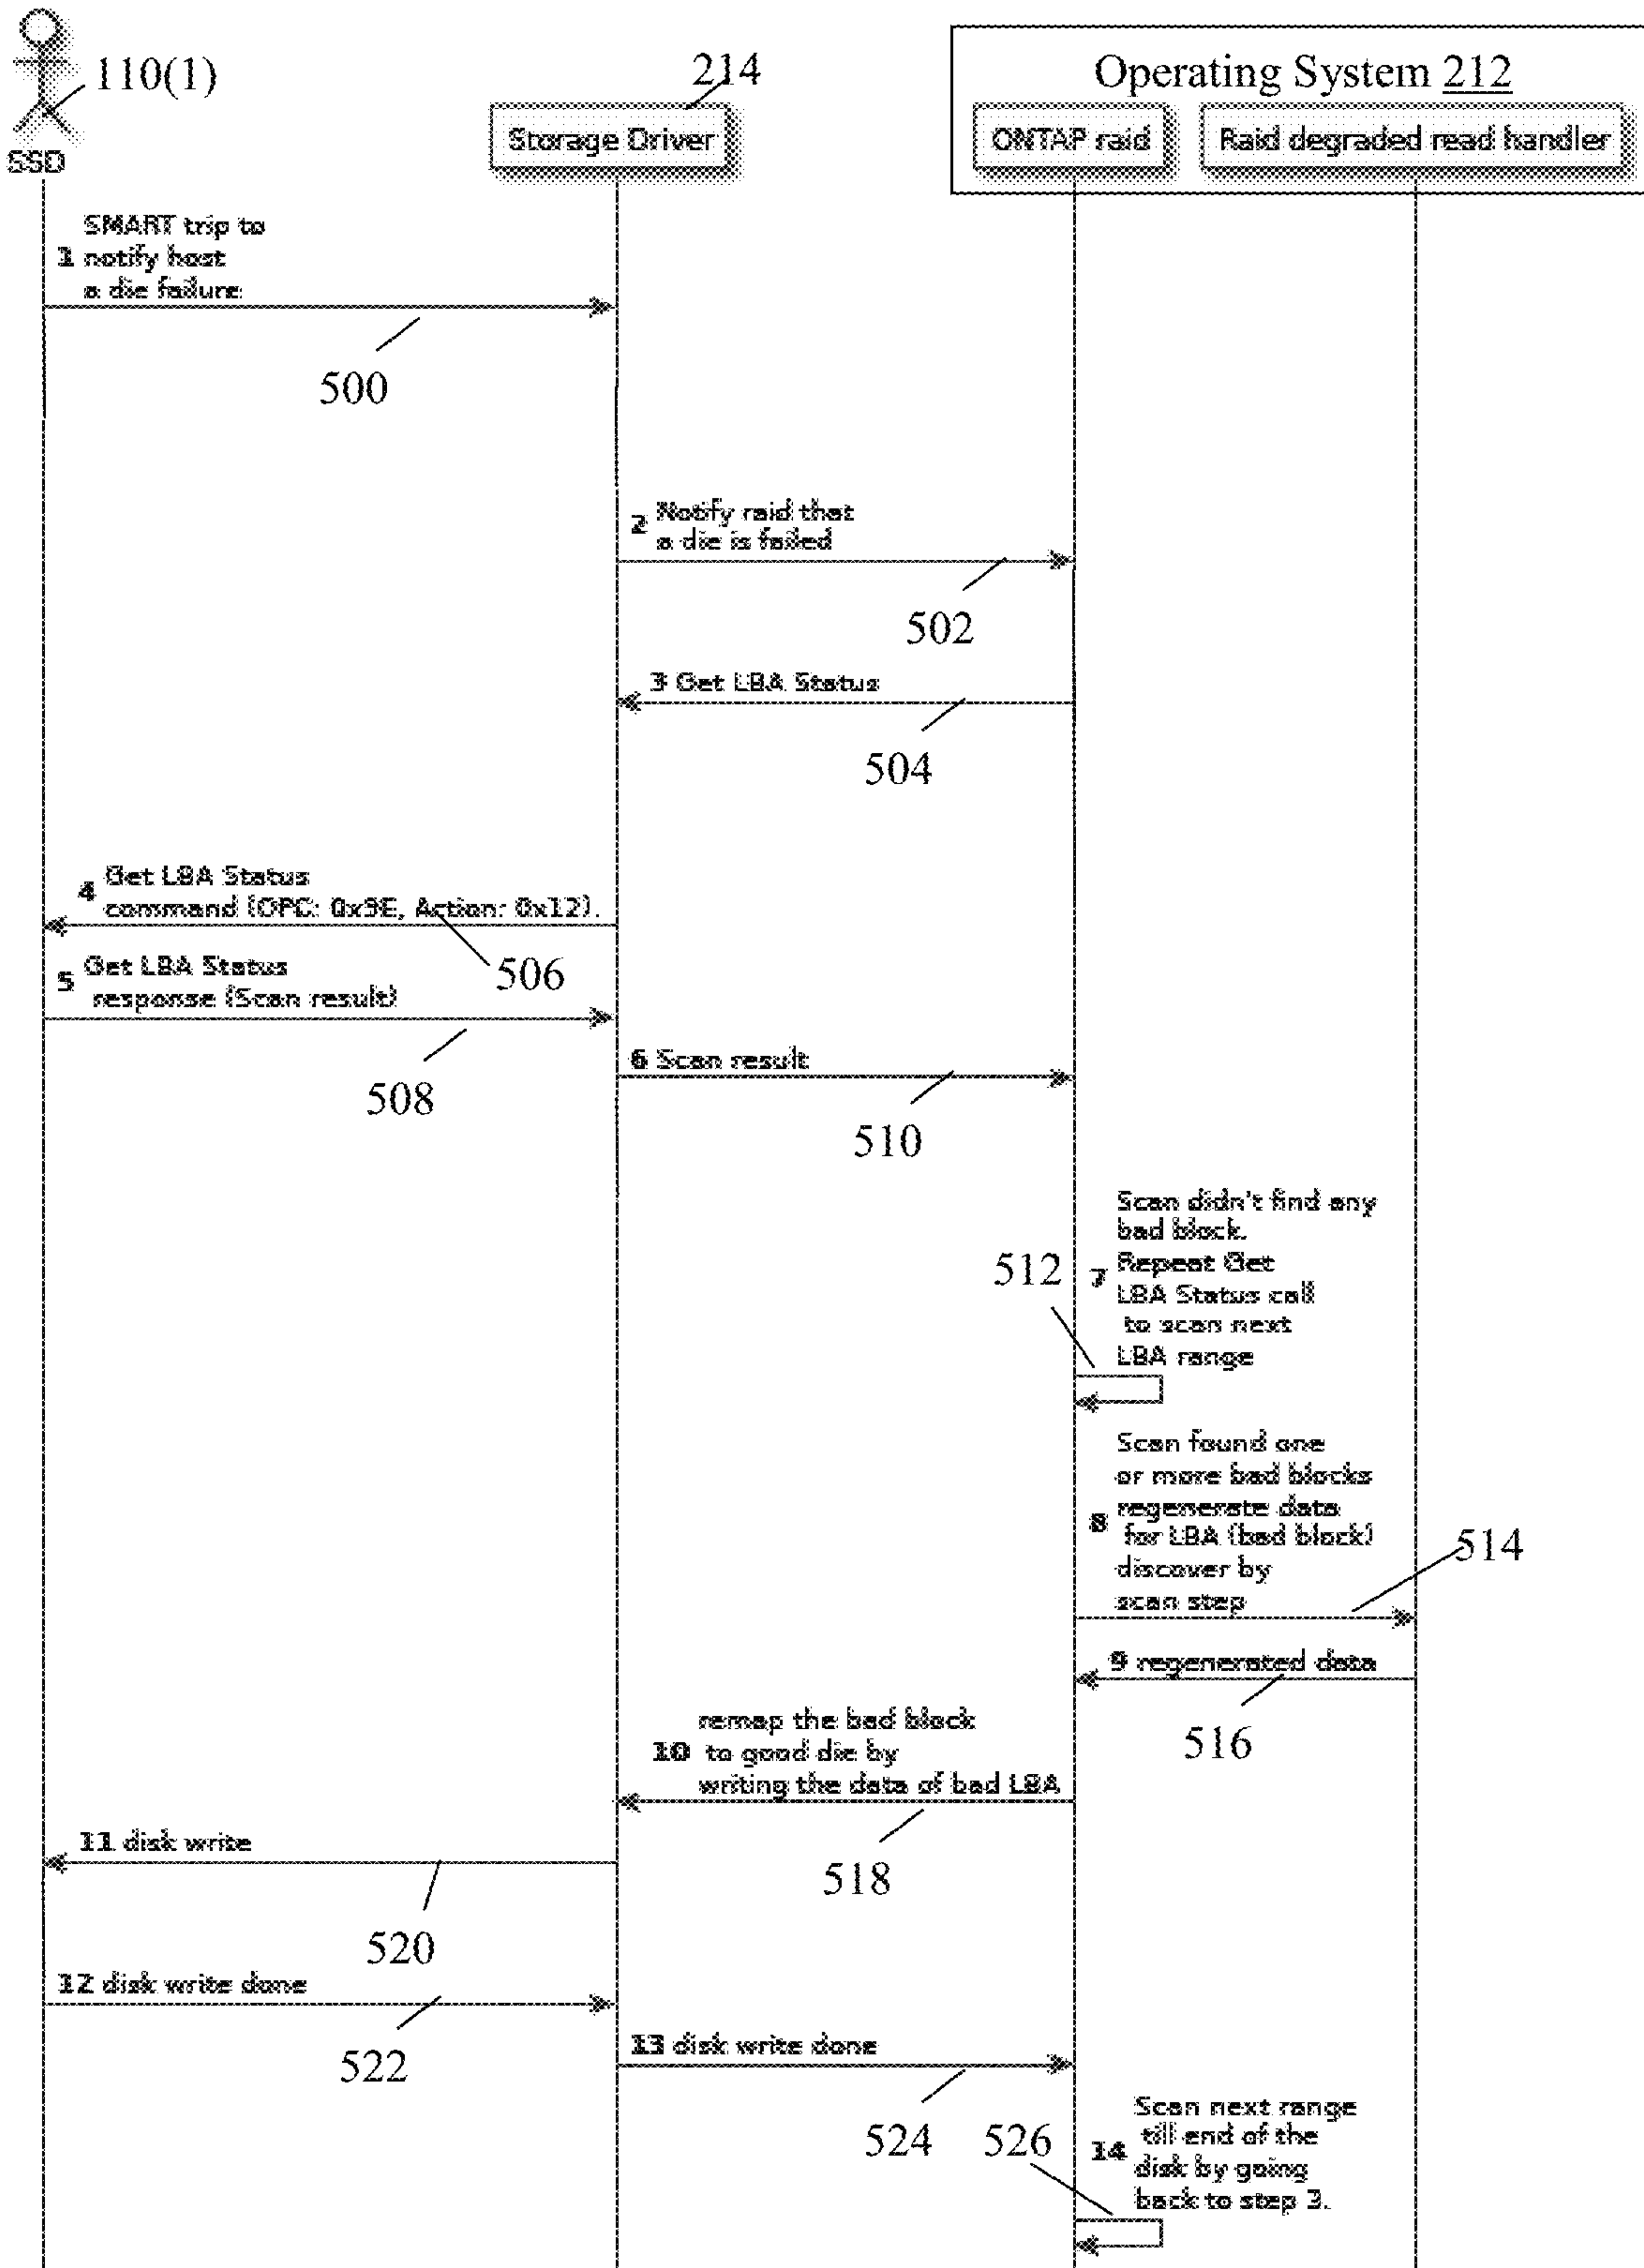 110(1)
SSD
214
Storage Driver
Operating System 212
ONTAP raid
Raid degraded read handler
SMART trip to
1 notify host
a die failure
500
Notify raid that
2
a die is failed
502
3 Get LBA Status
504
Get LBA Status
4
command (OPC: 0x9E, Action: 0x12).
506
Get LBA Status
5
response (Scan result)
508
6 Scan result
510
Scan didn't find any
bad block.
512
7 Repeat Get
LBA Status call
to scan next
LBA range
Scan found one
or more bad blocks
regenerate data
8
for LBA (bad block)
discover by
scan step
514
9 regenerated data
516
remap the bad block
10 to good die by
writing the data of bad LBA
518
11 disk write
520
12 disk write done
522
13 disk write done
524
526
Scan next range
till end of the
14
disk by going
back to step 3.